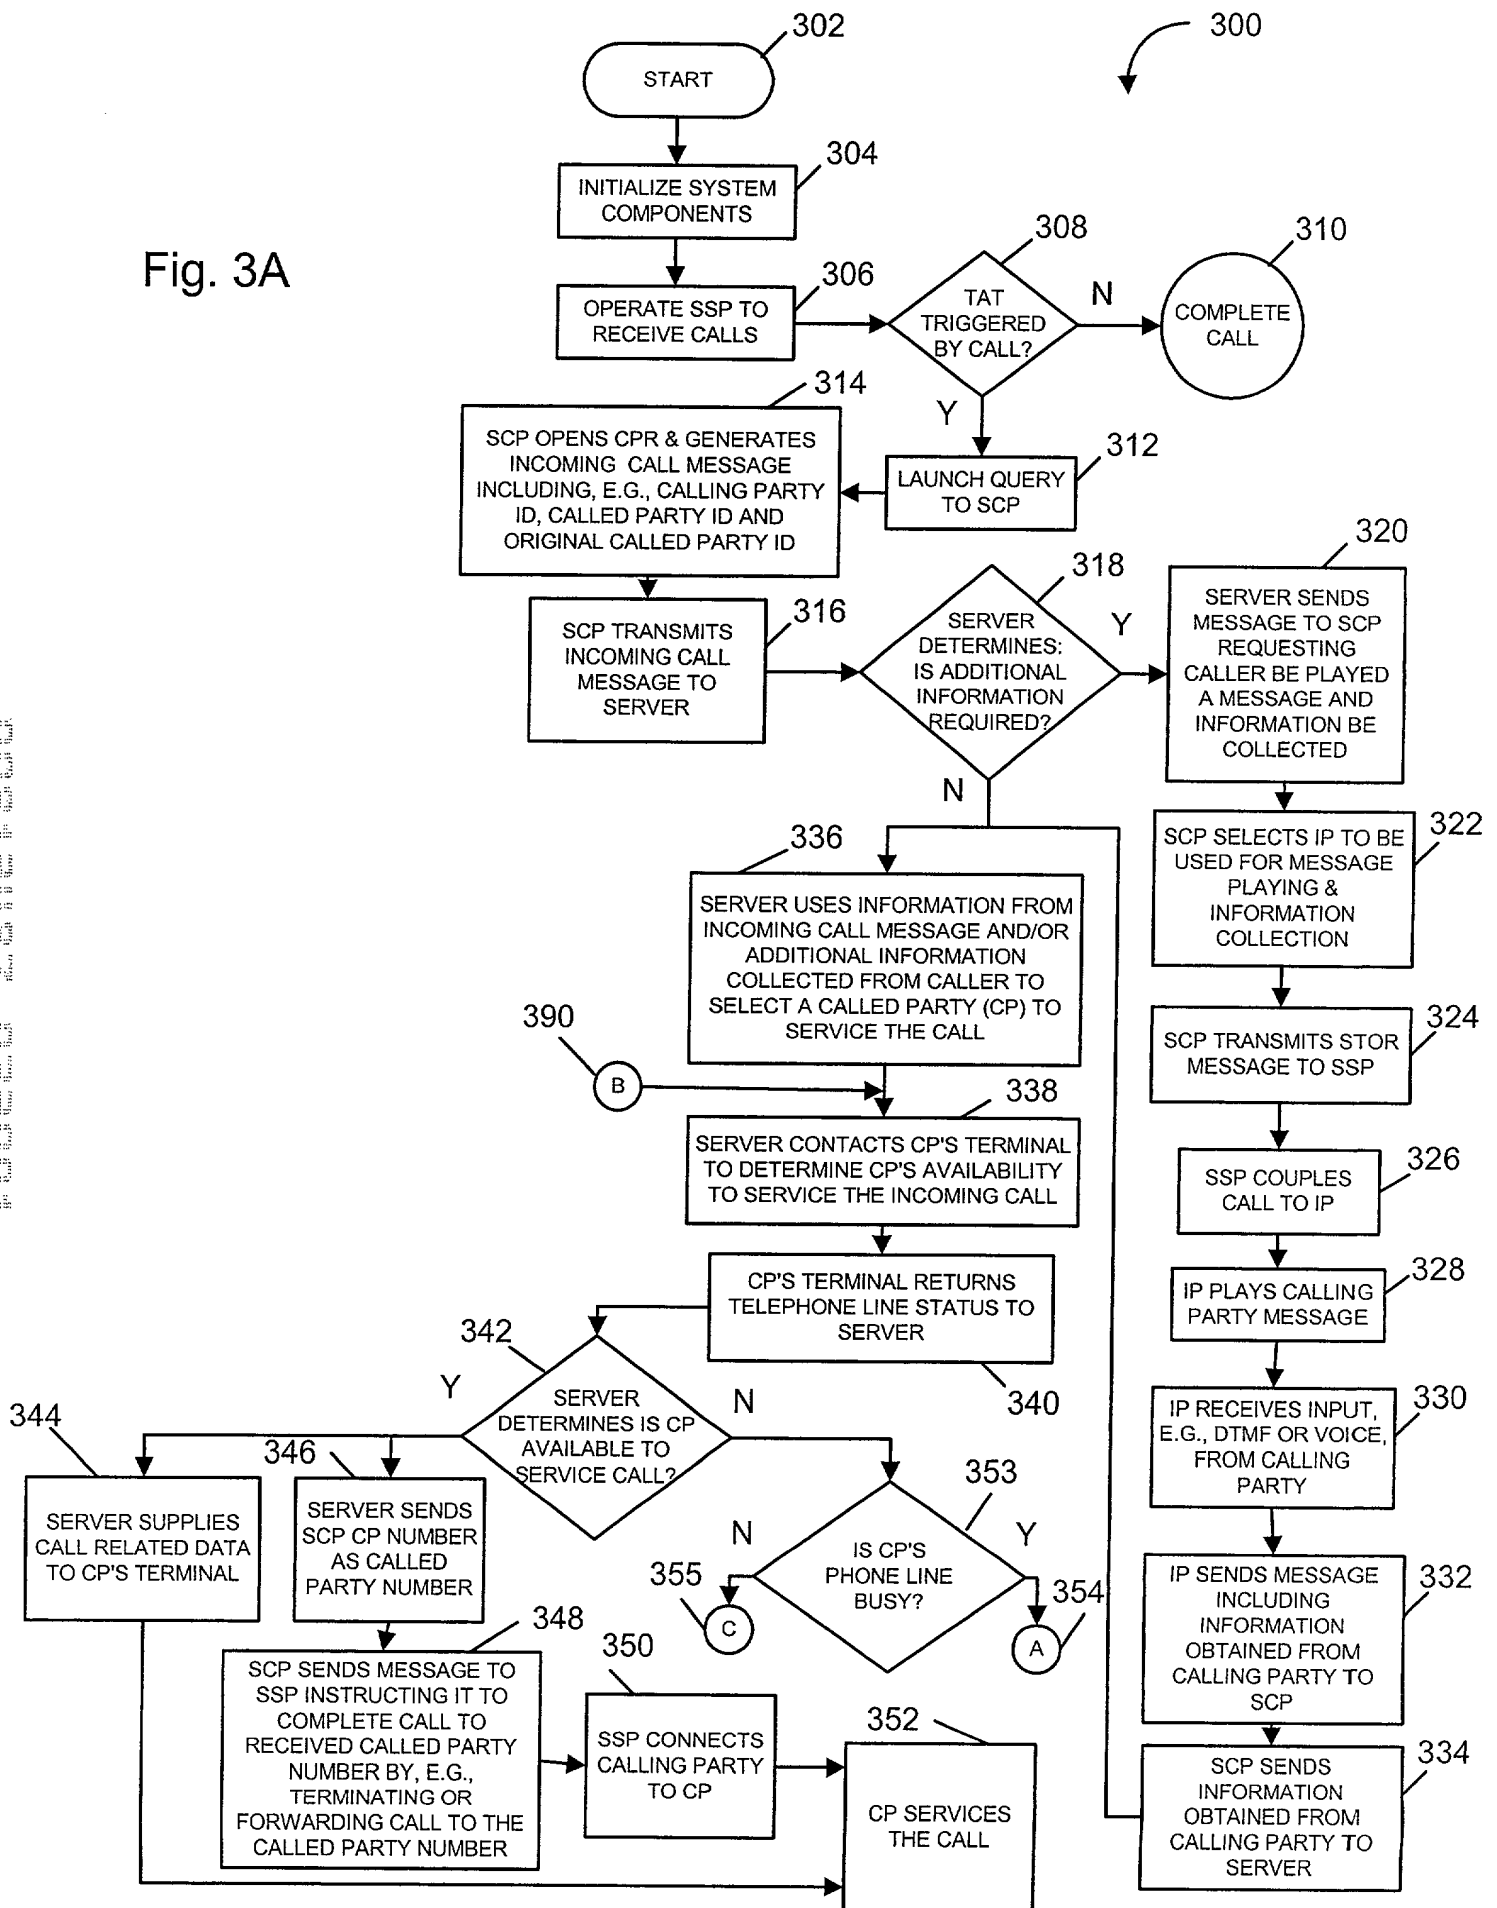 302
300
START
304
INITIALIZE SYSTEM
COMPONENTS
Fig. 3A
306
OPERATE SSP TO
RECEIVE CALLS
308
TAT
TRIGGERED
BY CALL?
N
310
COMPLETE
CALL
Y
314
SCP OPENS CPR & GENERATES
INCOMING CALL MESSAGE
INCLUDING, E.G., CALLING PARTY
ID, CALLED PARTY ID AND
ORIGINAL CALLED PARTY ID
312
LAUNCH QUERY
TO SCP
316
SCP TRANSMITS
INCOMING CALL
MESSAGE TO
SERVER
318
SERVER
DETERMINES:
IS ADDITIONAL
INFORMATION
REQUIRED?
Y
N
320
SERVER SENDS
MESSAGE TO SCP
REQUESTING
CALLER BE PLAYED
A MESSAGE AND
INFORMATION BE
COLLECTED
322
SCP SELECTS IP TO BE
USED FOR MESSAGE
PLAYING &
INFORMATION
COLLECTION
324
SCP TRANSMITS STOR
MESSAGE TO SSP
326
SSP COUPLES
CALL TO IP
328
IP PLAYS CALLING
PARTY MESSAGE
330
IP RECEIVES INPUT,
E.G., DTMF OR VOICE,
FROM CALLING
PARTY
332
IP SENDS MESSAGE
INCLUDING
INFORMATION
OBTAINED FROM
CALLING PARTY TO
SCP
334
SCP SENDS
INFORMATION
OBTAINED FROM
CALLING PARTY TO
SERVER
336
SERVER USES INFORMATION FROM
INCOMING CALL MESSAGE AND/OR
ADDITIONAL INFORMATION
COLLECTED FROM CALLER TO
SELECT A CALLED PARTY (CP) TO
SERVICE THE CALL
390
B
338
SERVER CONTACTS CP'S TERMINAL
TO DETERMINE CP'S AVAILABILITY
TO SERVICE THE INCOMING CALL
CP'S TERMINAL RETURNS
TELEPHONE LINE STATUS TO
SERVER
340
342
SERVER
DETERMINES IS CP
AVAILABLE TO
SERVICE CALL?
Y
N
344
SERVER SUPPLIES
CALL RELATED DATA
TO CP'S TERMINAL
346
SERVER SENDS
SCP CP NUMBER
AS CALLED
PARTY NUMBER
348
SCP SENDS MESSAGE TO
SSP INSTRUCTING IT TO
COMPLETE CALL TO
RECEIVED CALLED PARTY
NUMBER BY, E.G.,
TERMINATING OR
FORWARDING CALL TO THE
CALLED PARTY NUMBER
350
SSP CONNECTS
CALLING PARTY
TO CP
352
CP SERVICES
THE CALL
353
IS CP'S
PHONE LINE
BUSY?
N
Y
355
C
354
A